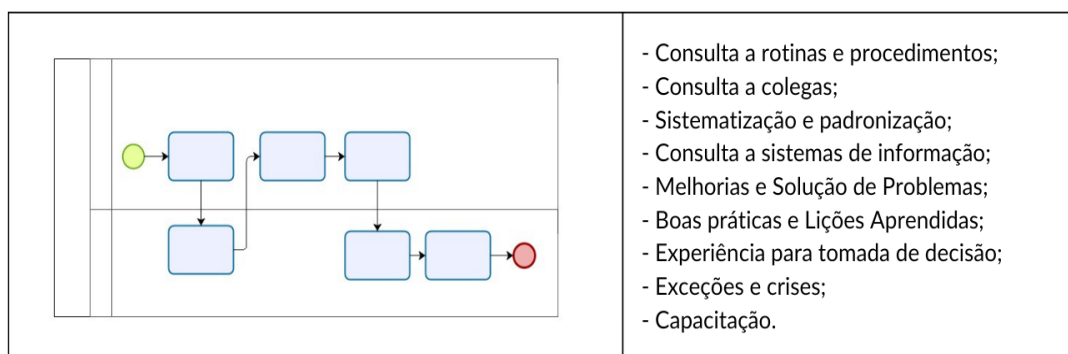 - Consulta a rotinas e procedimentos;
- Consulta a colegas;
- Sistematização e padronização;
- Consulta a sistemas de informação;
- Melhorias e Solução de Problemas;
- Boas práticas e Lições Aprendidas;
- Experiência para tomada de decisão;
- Exceções e crises;
- Capacitação.